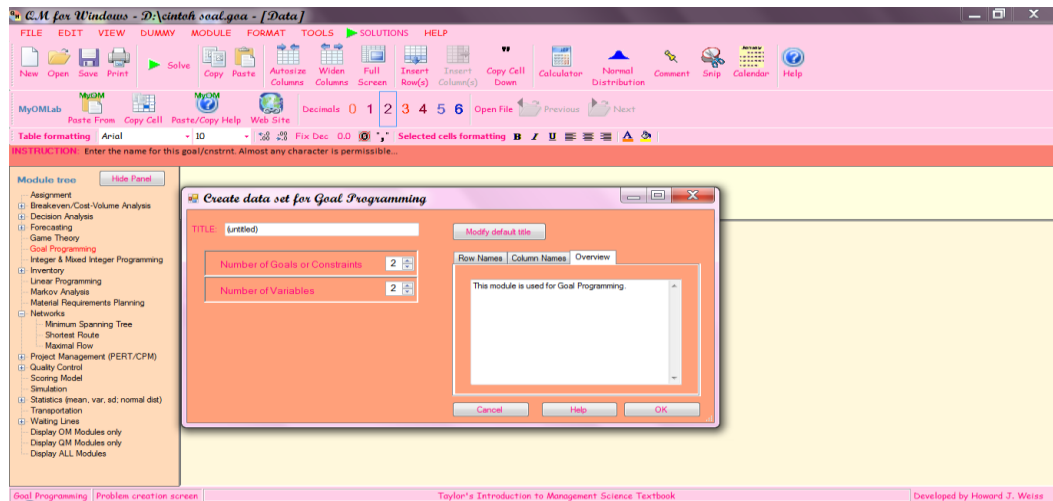 Q.M for Windows - D:\cintoh soal.goa - [Data]
FILE EDIT VIEW DUMMY MODULE FORMAT TOOLS SOLUTIONS HELP
New Open Save Print Solve Copy Paste Autosize Columns Widen Columns Full Screen Insert Row(s) Insert Column(s) Copy Cell Down Calculator Normal Distribution Comment Snip Calendar Help
MyOMLab MyOM Paste From Copy Cell MyOM Paste/Copy Help Web Site Decimals 0 1 2 3 4 5 6 Open File Previous Next
Table formatting Arial 10 Fix Dec 0.0 Selected cells formatting B I U A
INSTRUCTION: Enter the name for this goal/cnstrnt. Almost any character is permissible...
Module tree Hide Panel
Assignment
Breakeven/Cost-Volume Analysis
Decision Analysis
Forecasting
Game Theory
Goal Programming
Integer & Mixed Integer Programming
Inventory
Linear Programming
Markov Analysis
Material Requirements Planning
Networks
Minimum Spanning Tree
Shortest Route
Maximal Flow
Project Management (PERT/CPM)
Quality Control
Scoring Model
Simulation
Statistics (mean, var, sd; normal dist)
Transportation
Waiting Lines
Display OM Modules only
Display QM Modules only
Display ALL Modules
Create data set for Goal Programming
TITLE: (untitled) Modify default title
Number of Goals or Constraints 2
Number of Variables 2
Row Names Column Names Overview
This module is used for Goal Programming.
Cancel Help OK
Goal Programming Problem creation screen Taylor's Introduction to Management Science Textbook Developed by Howard J. Weiss